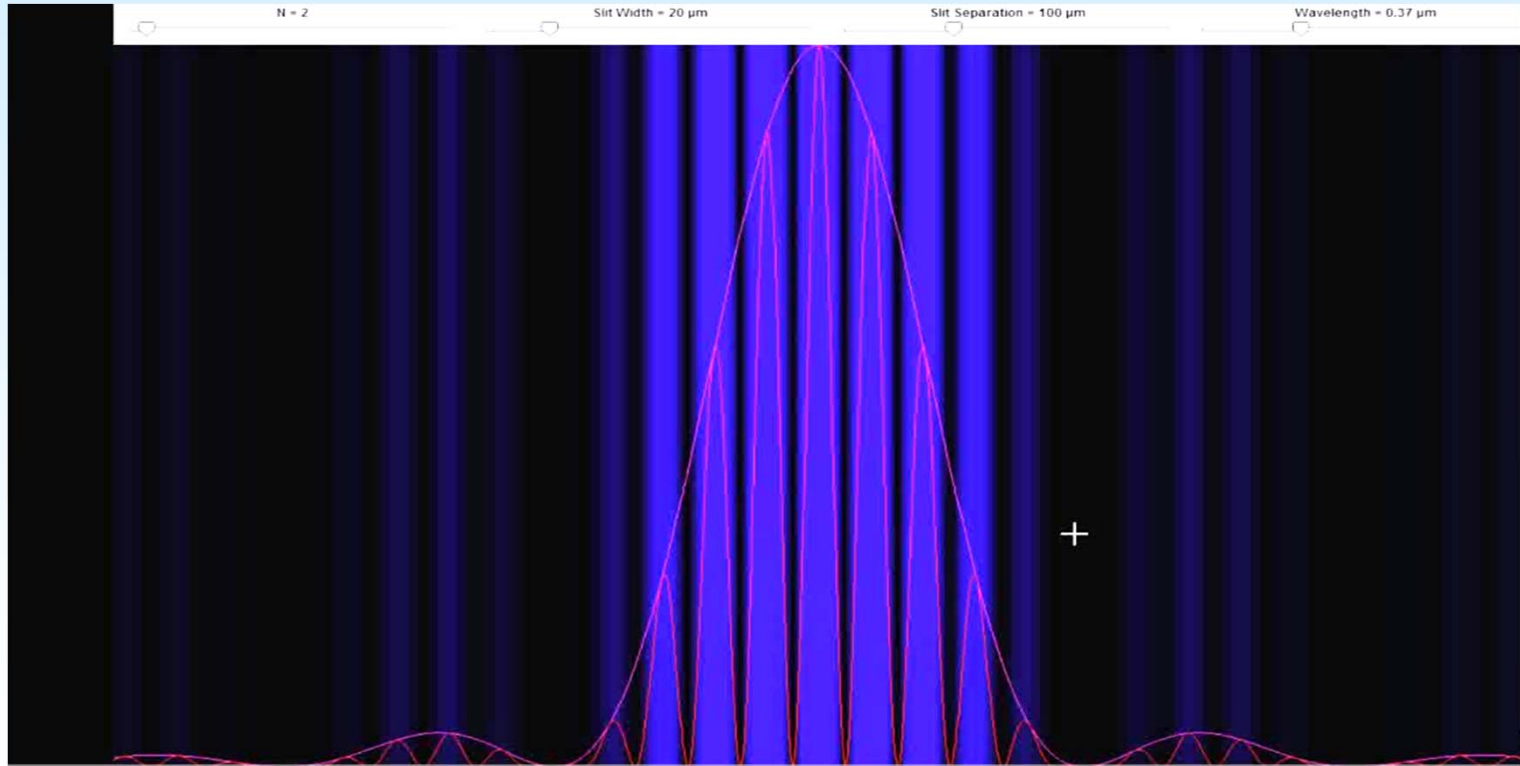 N = 2
Slit Width = 20 µm
Slit Separation = 100 µm
Wavelength = 0.37 µm